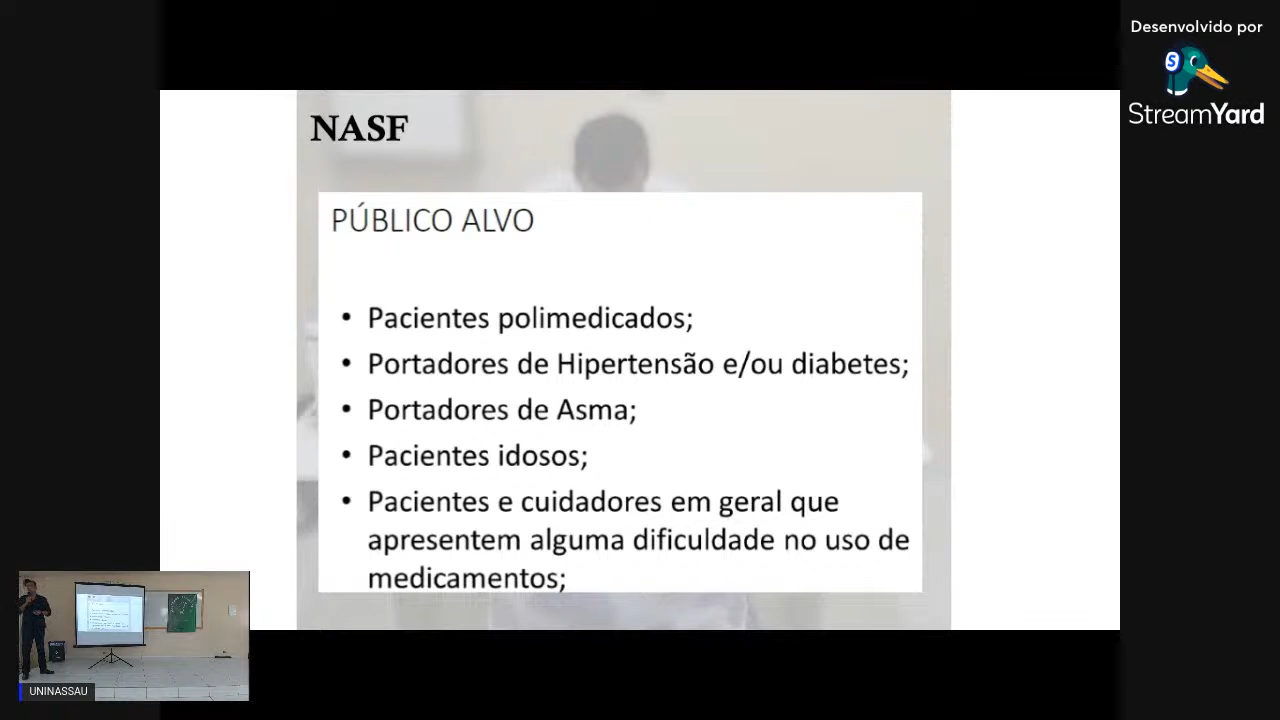 Desenvolvido por
StreamYard
NASF
PÚBLICO ALVO
• Pacientes polimedicados;
• Portadores de Hipertensão e/ou diabetes;
• Portadores de Asma;
• Pacientes idosos;
• Pacientes e cuidadores em geral que
apresentem alguma dificuldade no uso de
medicamentos;
UNINASSAU